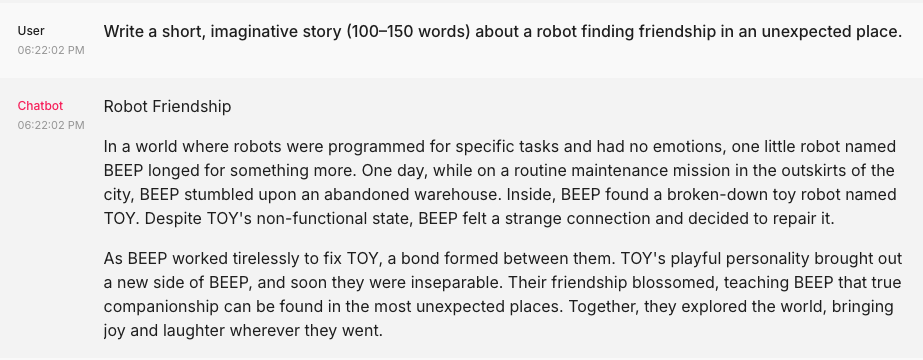 User
06:22:02 PM
Write a short, imaginative story (100–150 words) about a robot finding friendship in an unexpected place.
Chatbot
06:22:02 PM
Robot Friendship
In a world where robots were programmed for specific tasks and had no emotions, one little robot named
BEEP longed for something more. One day, while on a routine maintenance mission in the outskirts of the
city, BEEP stumbled upon an abandoned warehouse. Inside, BEEP found a broken-down toy robot named
TOY. Despite TOY's non-functional state, BEEP felt a strange connection and decided to repair it.
As BEEP worked tirelessly to fix TOY, a bond formed between them. TOY's playful personality brought out
a new side of BEEP, and soon they were inseparable. Their friendship blossomed, teaching BEEP that true
companionship can be found in the most unexpected places. Together, they explored the world, bringing
joy and laughter wherever they went.